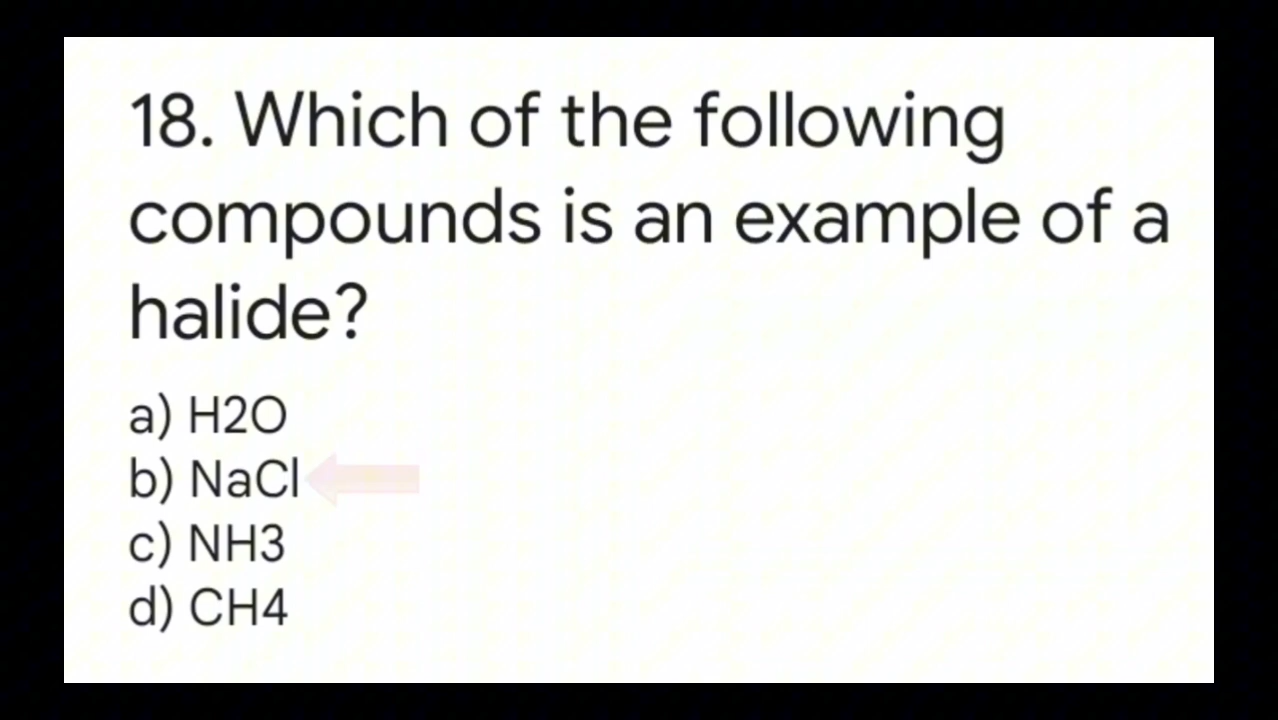 18. Which of the following
compounds is an example of a
halide?
a) H2O
b) NaCl
c) NH3
d) CH4